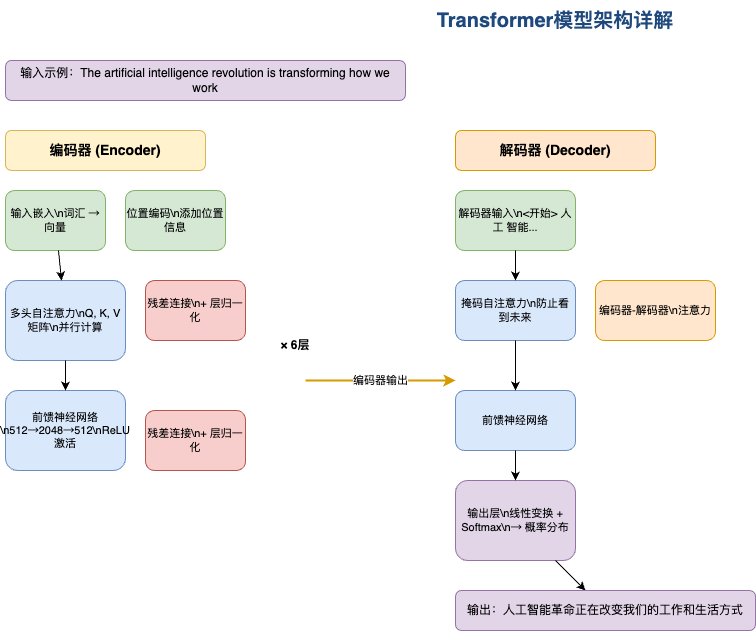 Transformer模型架构详解
输入示例：The artificial intelligence revolution is transforming how we
work
编码器 (Encoder)
解码器 (Decoder)
输入嵌入\n词汇 →
向量
位置编码\n添加位置
信息
解码器输入\n<开始> 人
工 智能...
多头自注意力\nQ, K, V
矩阵\n并行计算
残差连接\n+ 层归一
化
掩码自注意力\n防止看
到未来
编码器-解码器\n注意力
× 6层
编码器输出
前馈神经网络
\n512→2048→512\nReLU
激活
残差连接\n+ 层归一
化
前馈神经网络
输出层\n线性变换 +
Softmax\n→ 概率分布
输出：人工智能革命正在改变我们的工作和生活方式